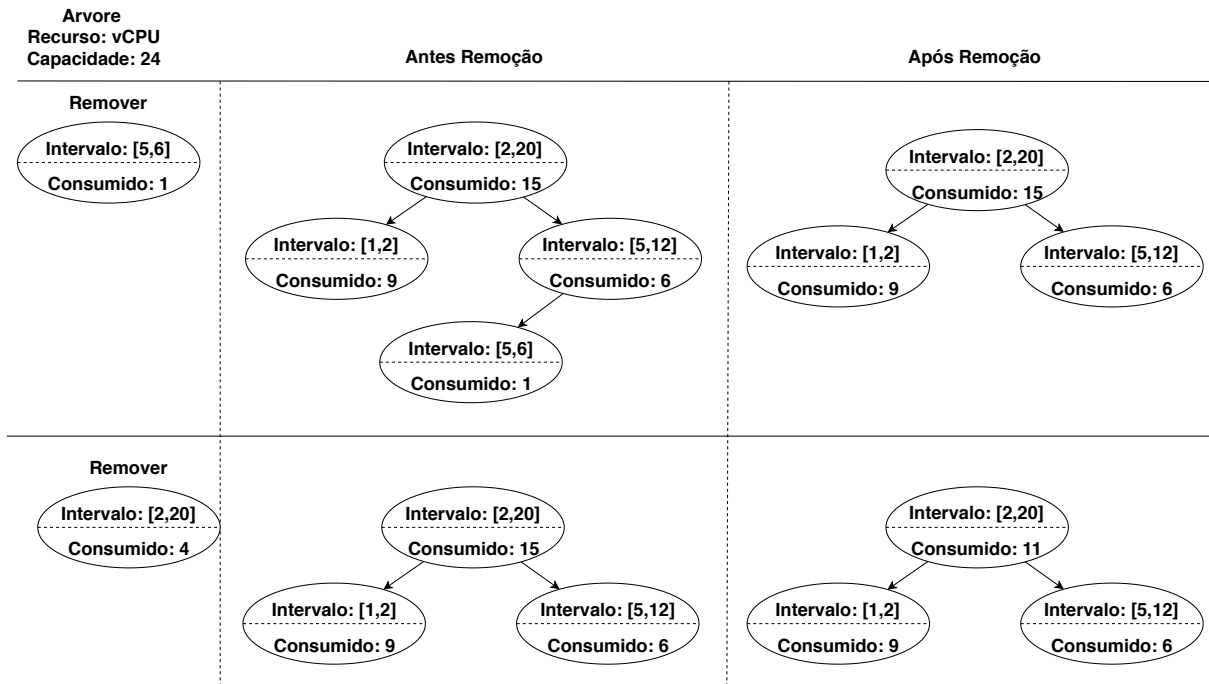 Arvore
Recurso: vCPU
Capacidade: 24
Antes Remoção
Após Remoção
Remover
Intervalo: [5,6]
Consumido: 1
Intervalo: [2,20]
Consumido: 15
Intervalo: [1,2]
Consumido: 9
Intervalo: [5,12]
Consumido: 6
Intervalo: [5,6]
Consumido: 1
Intervalo: [2,20]
Consumido: 15
Intervalo: [1,2]
Consumido: 9
Intervalo: [5,12]
Consumido: 6
Remover
Intervalo: [2,20]
Consumido: 4
Intervalo: [2,20]
Consumido: 15
Intervalo: [1,2]
Consumido: 9
Intervalo: [5,12]
Consumido: 6
Intervalo: [2,20]
Consumido: 11
Intervalo: [1,2]
Consumido: 9
Intervalo: [5,12]
Consumido: 6